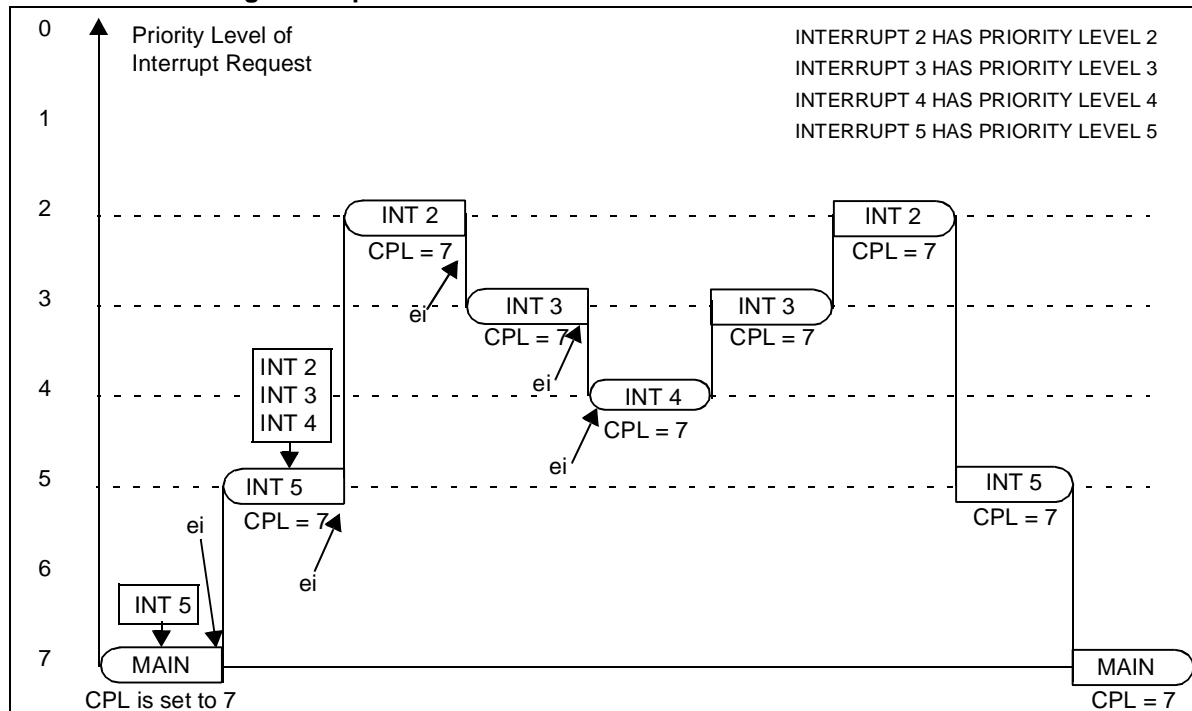 0
Priority Level of
Interrupt Request
INTERRUPT 2 HAS PRIORITY LEVEL 2
INTERRUPT 3 HAS PRIORITY LEVEL 3
INTERRUPT 4 HAS PRIORITY LEVEL 4
INTERRUPT 5 HAS PRIORITY LEVEL 5
1
2
INT 2
CPL = 7
INT 2
CPL = 7
ei
3
INT 3
CPL = 7
INT 3
CPL = 7
ei
INT 2
INT 3
INT 4
4
INT 4
CPL = 7
ei
5
INT 5
CPL = 7
INT 5
CPL = 7
ei
ei
6
INT 5
7
MAIN
CPL is set to 7
MAIN
CPL = 7